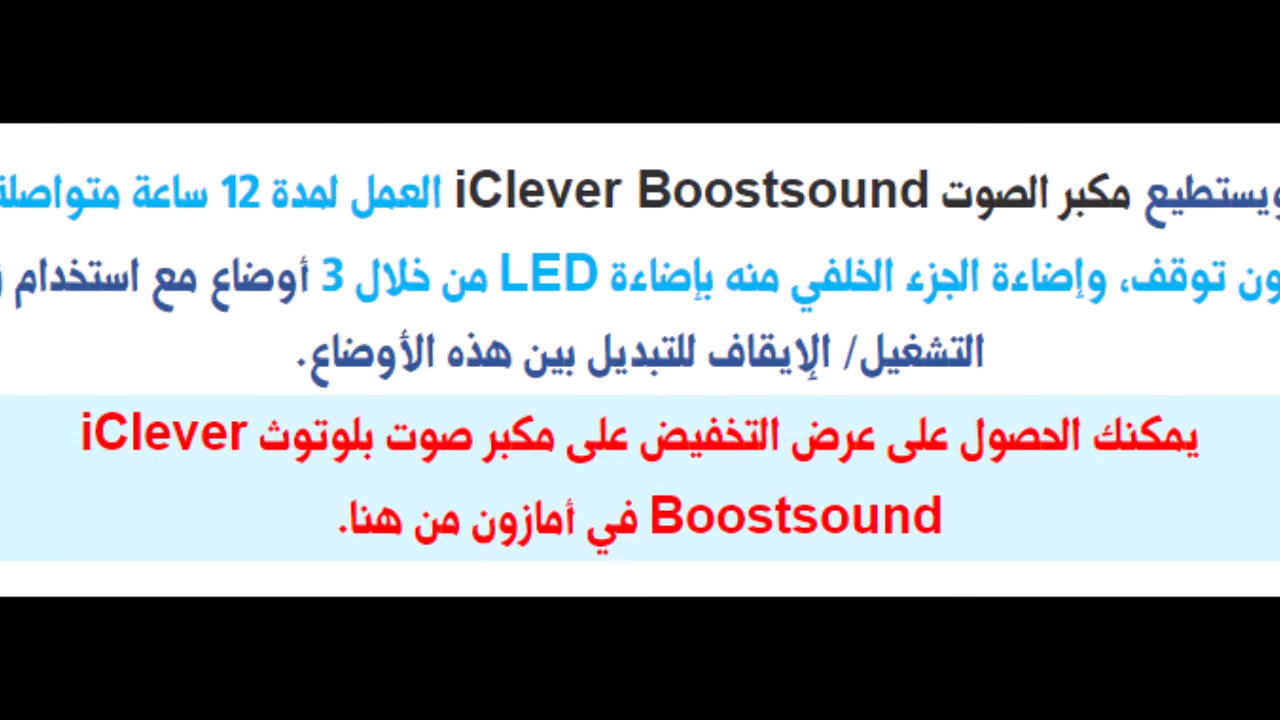 ويستطيع مكبر الصوت iClever Boostsound العمل لمدة 12 ساعة متواصلة
توقف، وإضاءة الجزء الخلفي منه بإضاءة LED من خلال 3 أوضاع مع استخدام
التشغيل/ الإيقاف للتبديل بين هذه الأوضاع.
يمكنك الحصول على عرض التخفيض على مكبر صوت بلوتوث iClever
Boostsound في أمازون من هنا.